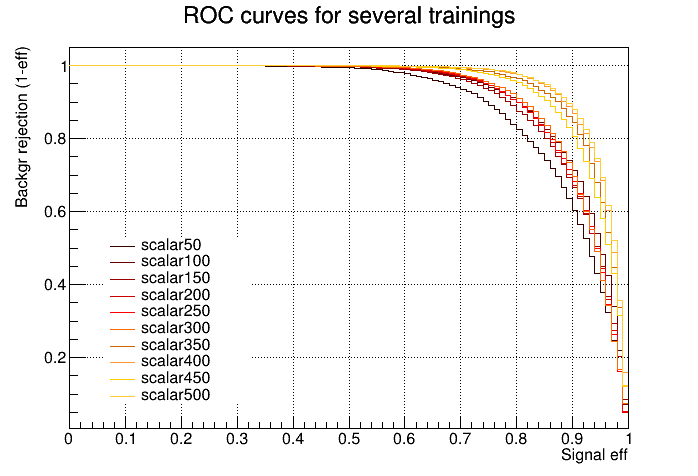 ROC curves for several trainings
Backgr rejection (1-eff)
1
0.8
0.6
0.4
0.2
scalar50
scalar100
scalar150
scalar200
scalar250
scalar300
scalar350
scalar400
scalar450
scalar500
0 0.1 0.2 0.3 0.4 0.5 0.6 0.7 0.8 0.9 1
Signal eff